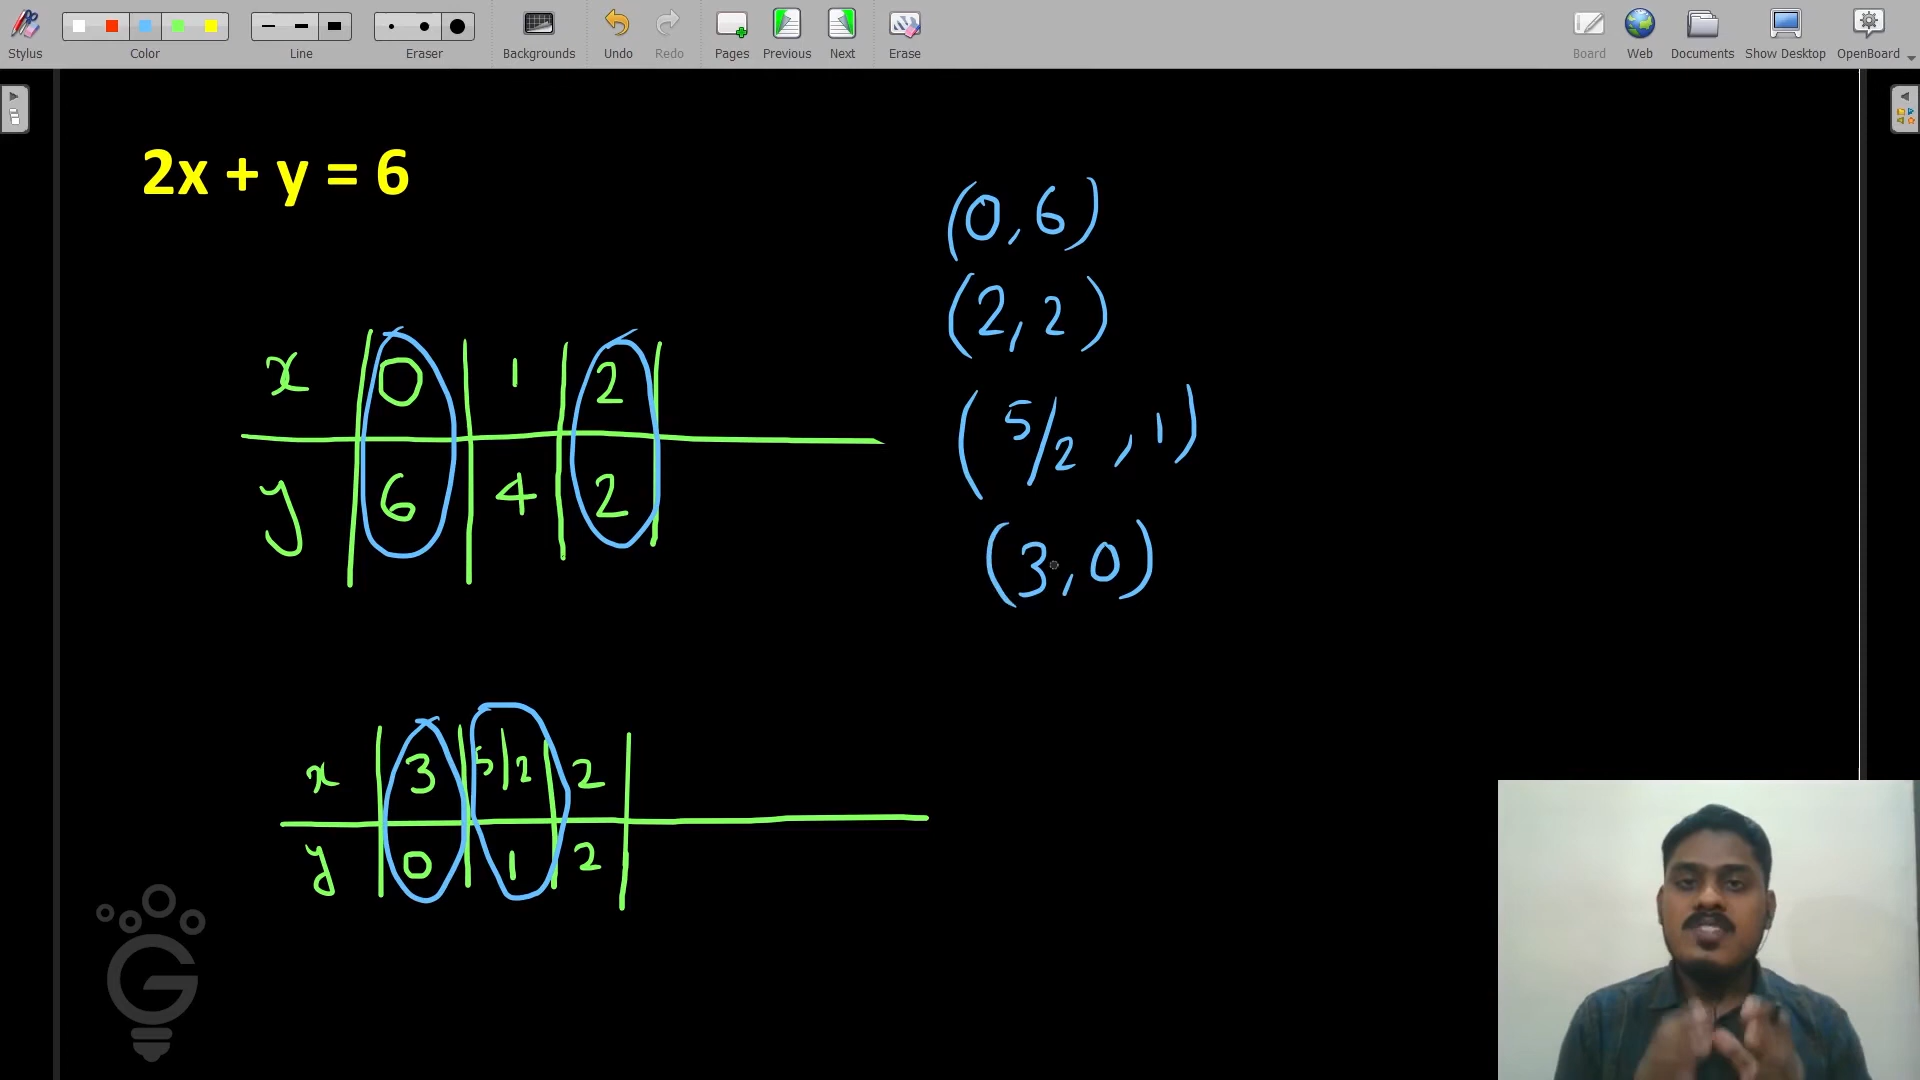 Stylus Color Line Eraser Backgrounds Undo Redo Pages Previous Next Erase Board Web Documents Show Desktop OpenBoard
2x + y = 6
(0, 6)
(2, 2)
x 0 1 2
(5/2, 1)
y 6 4 2
(3, 0)
x 3 5/2 2
y 0 1 2
G